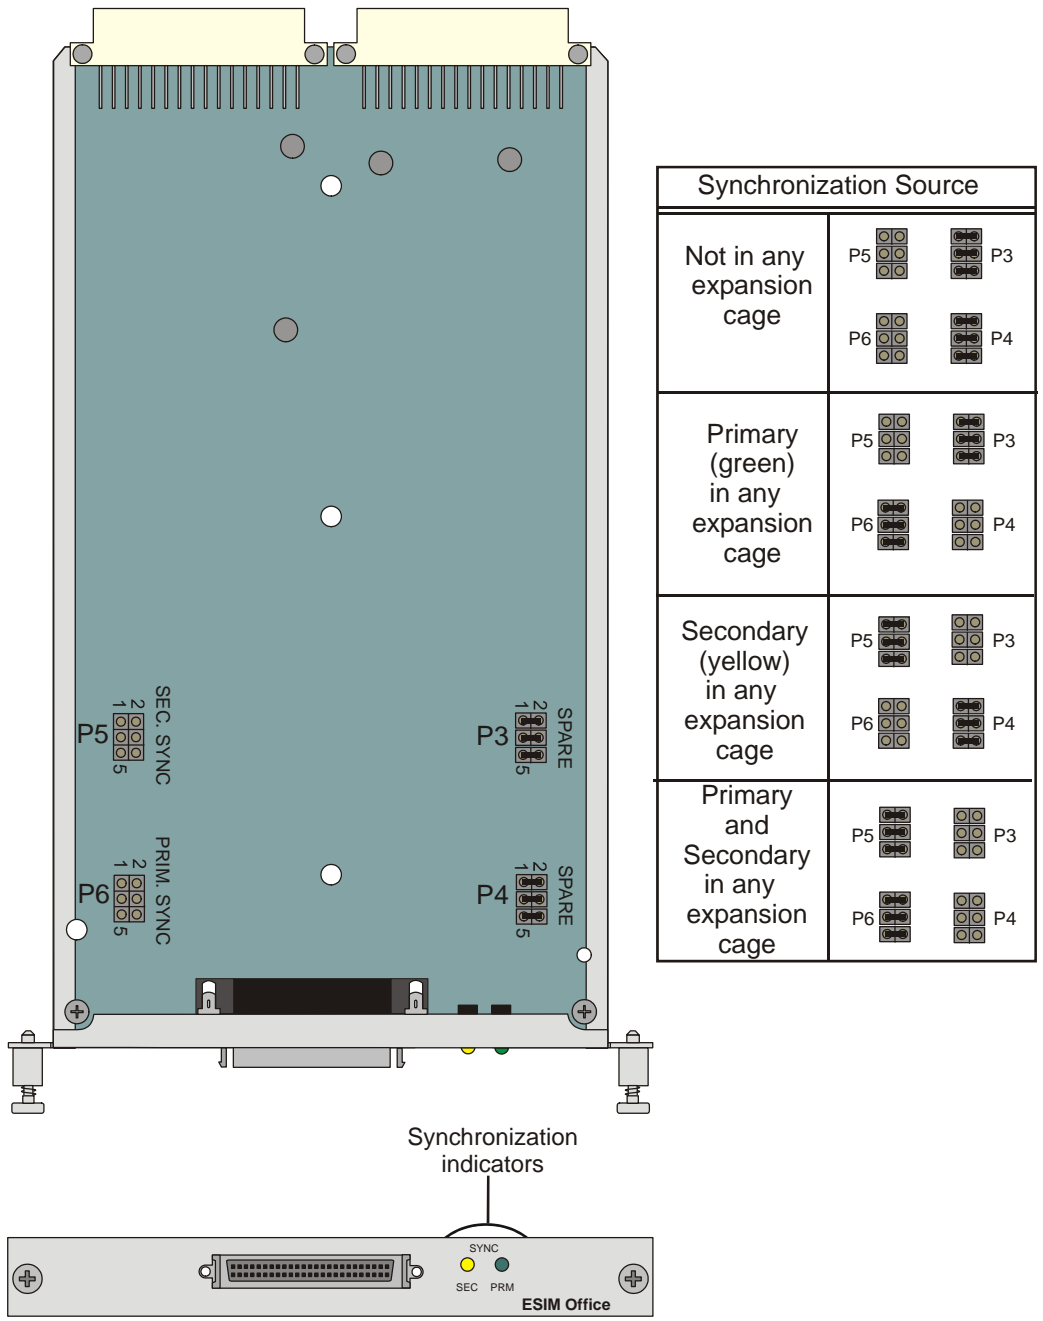 Synchronization Source
Not in any
expansion
cage
P5
P3
P6
P4
Primary
(green)
in any
expansion
cage
P5
P3
P6
P4
Secondary
(yellow)
in any
expansion
cage
P5
P3
P6
P4
Primary
and
Secondary
in any
expansion
cage
P5
P3
P6
P4
P5
1 2
5
SEC. SYNC
P3
1 2
5
SPARE
P6
1 2
5
PRIM. SYNC
P4
1 2
5
SPARE
Synchronization
indicators
SYNC
SEC PRM
ESIM Office